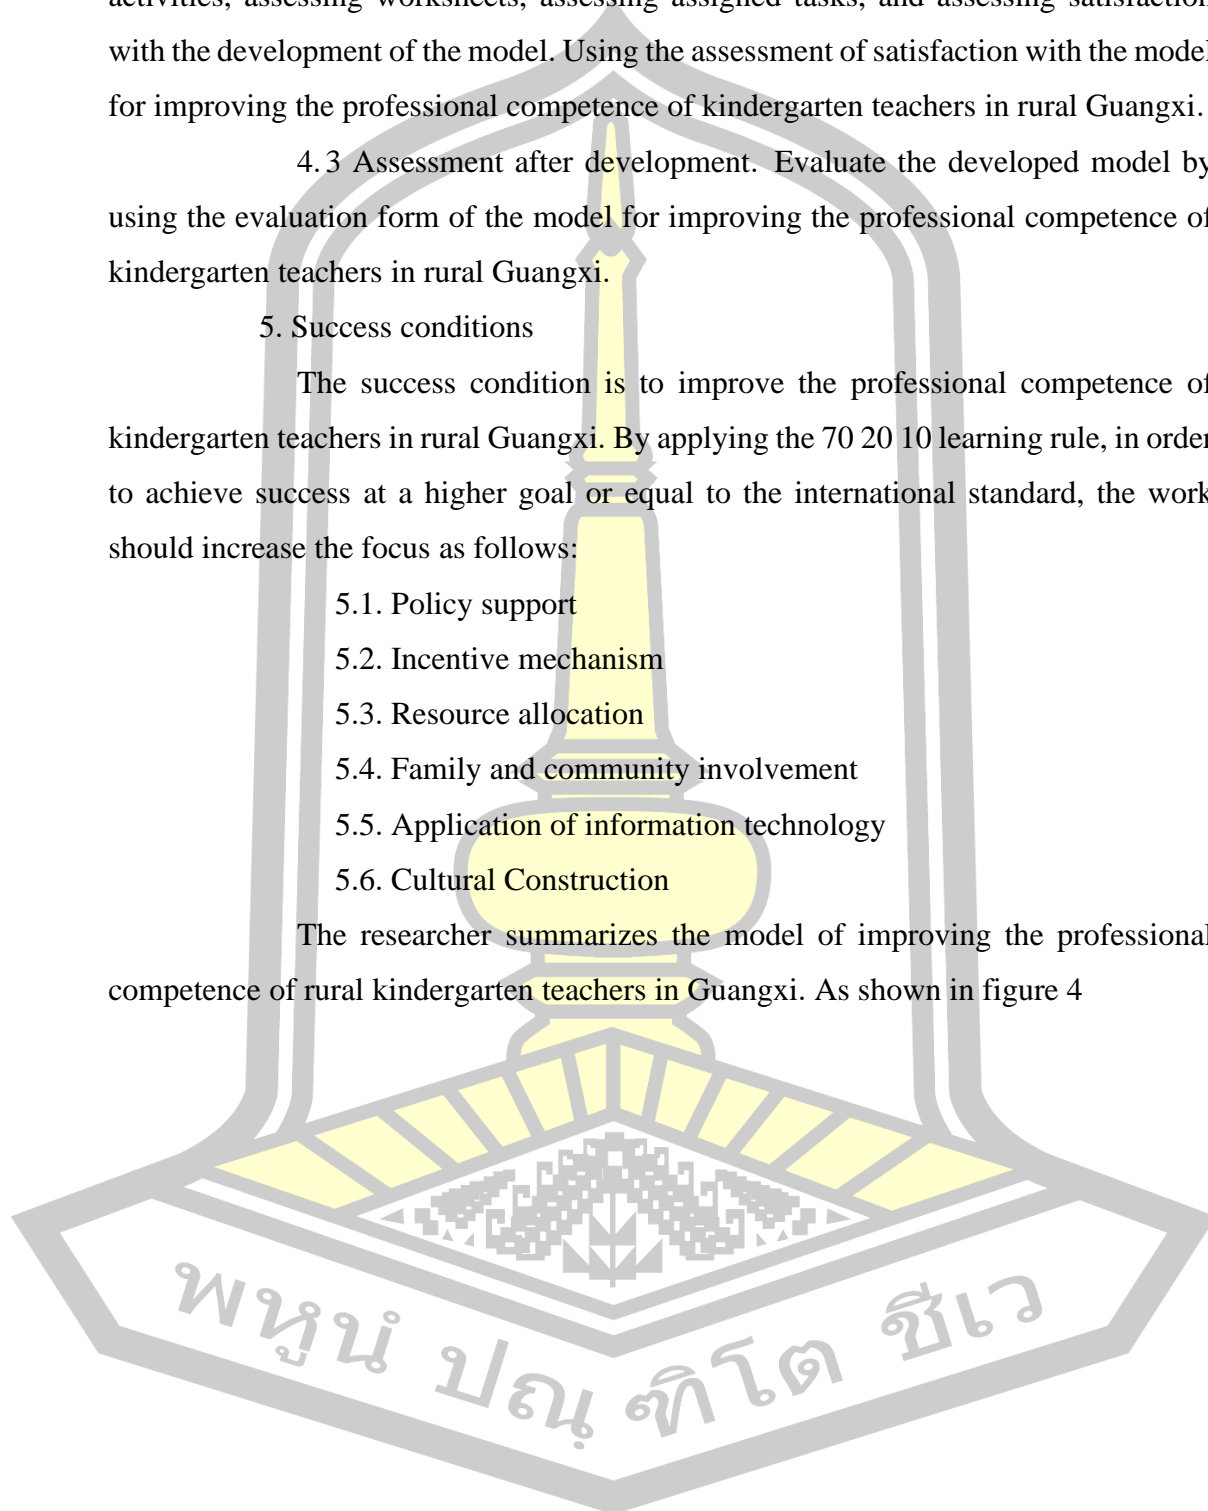 activities, assessing worksheets, assessing assigned tasks, and assessing satisfaction
with the development of the model. Using the assessment of satisfaction with the model
for improving the professional competence of kindergarten teachers in rural Guangxi.
4.3 Assessment after development. Evaluate the developed model by
using the evaluation form of the model for improving the professional competence of
kindergarten teachers in rural Guangxi.
5. Success conditions
The success condition is to improve the professional competence of
kindergarten teachers in rural Guangxi. By applying the 70 20 10 learning rule, in order
to achieve success at a higher goal or equal to the international standard, the work
should increase the focus as follows:
5.1. Policy support
5.2. Incentive mechanism
5.3. Resource allocation
5.4. Family and community involvement
5.5. Application of information technology
5.6. Cultural Construction
The researcher summarizes the model of improving the professional
competence of rural kindergarten teachers in Guangxi. As shown in figure 4
พหูนํ ปณฺ ฑิโต ชีเว